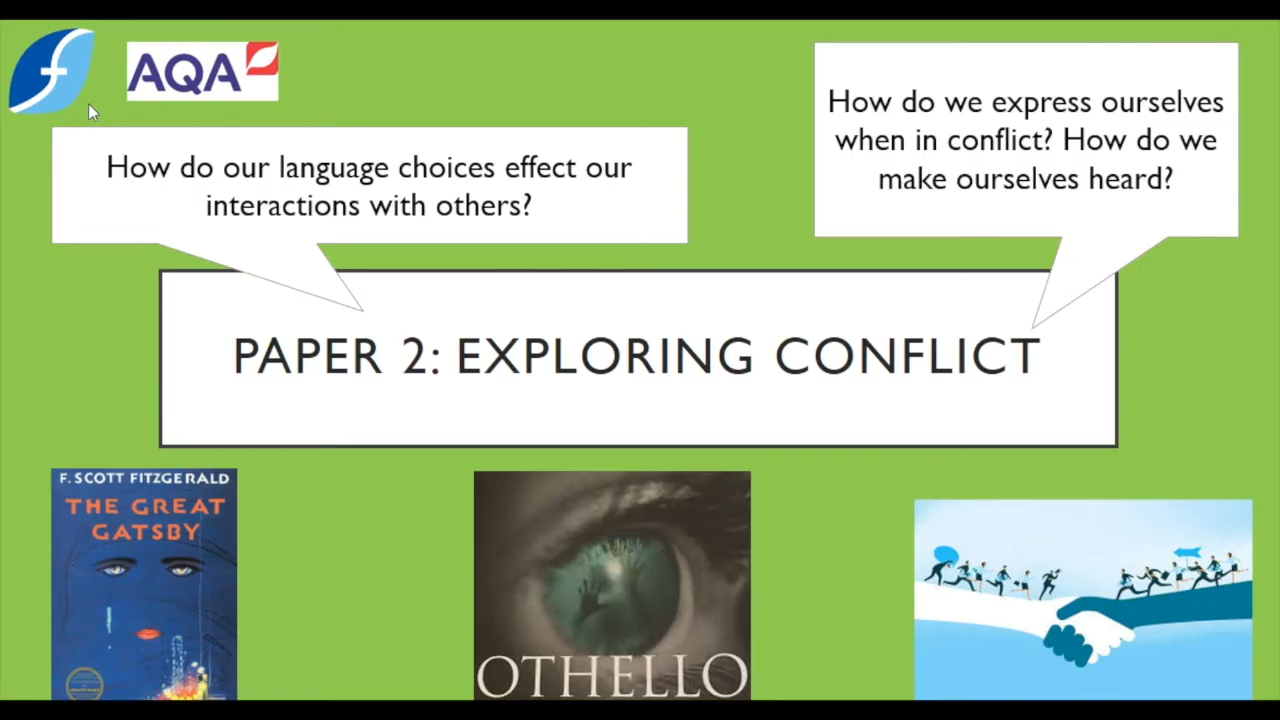 AQA
How do our language choices effect our
interactions with others?
How do we express ourselves
when in conflict? How do we
make ourselves heard?
PAPER 2: EXPLORING CONFLICT
F. SCOTT FITZGERALD
THE GREAT
GATSBY
OTHELLO